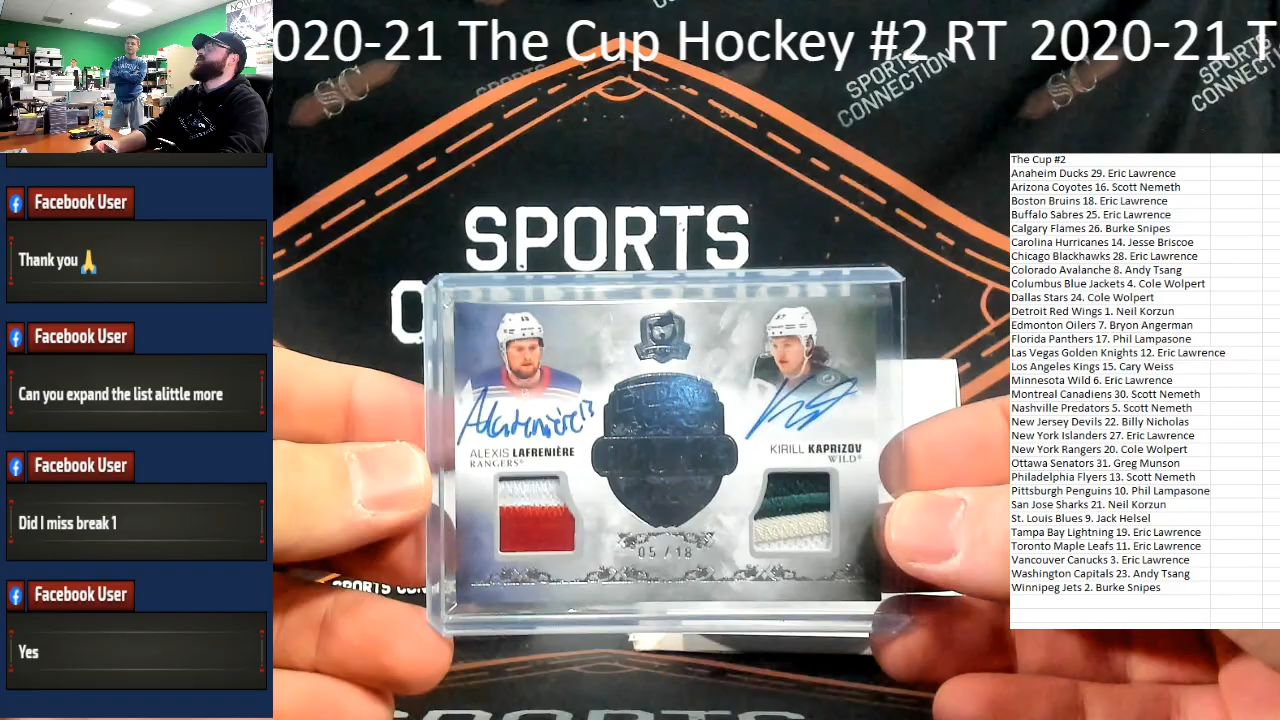 020-21 The Cup Hockey #2 RT 2020-21 T
SC
SPORTS
CONNECTION
SC
SPORTS
CONNECTION
Facebook User
Thank you🙏
Facebook User
Can you expand the list alittle more
Facebook User
Did I miss break 1
Facebook User
Yes
SPORTS
C
13
ALEXIS LAFRENIÈRE
RANGERS®
KIRILL KAPRIZOV
WILD®
05 / 18
The Cup #2
Anaheim Ducks 29. Eric Lawrence
Arizona Coyotes 16. Scott Nemeth
Boston Bruins 18. Eric Lawrence
Buffalo Sabres 25. Eric Lawrence
Calgary Flames 26. Burke Snipes
Carolina Hurricanes 14. Jesse Briscoe
Chicago Blackhawks 28. Eric Lawrence
Colorado Avalanche 8. Andy Tsang
Columbus Blue Jackets 4. Cole Wolpert
Dallas Stars 24. Cole Wolpert
Detroit Red Wings 1. Neil Korzun
Edmonton Oilers 7. Bryon Angerman
Florida Panthers 17. Phil Lampasone
Las Vegas Golden Knights 12. Eric Lawrence
Los Angeles Kings 15. Cary Weiss
Minnesota Wild 6. Eric Lawrence
Montreal Canadiens 30. Scott Nemeth
Nashville Predators 5. Scott Nemeth
New Jersey Devils 22. Billy Nicholas
New York Islanders 27. Eric Lawrence
New York Rangers 20. Cole Wolpert
Ottawa Senators 31. Greg Munson
Philadelphia Flyers 13. Scott Nemeth
Pittsburgh Penguins 10. Phil Lampasone
San Jose Sharks 21. Neil Korzun
St. Louis Blues 9. Jack Helsel
Tampa Bay Lightning 19. Eric Lawrence
Toronto Maple Leafs 11. Eric Lawrence
Vancouver Canucks 3. Eric Lawrence
Washington Capitals 23. Andy Tsang
Winnipeg Jets 2. Burke Snipes